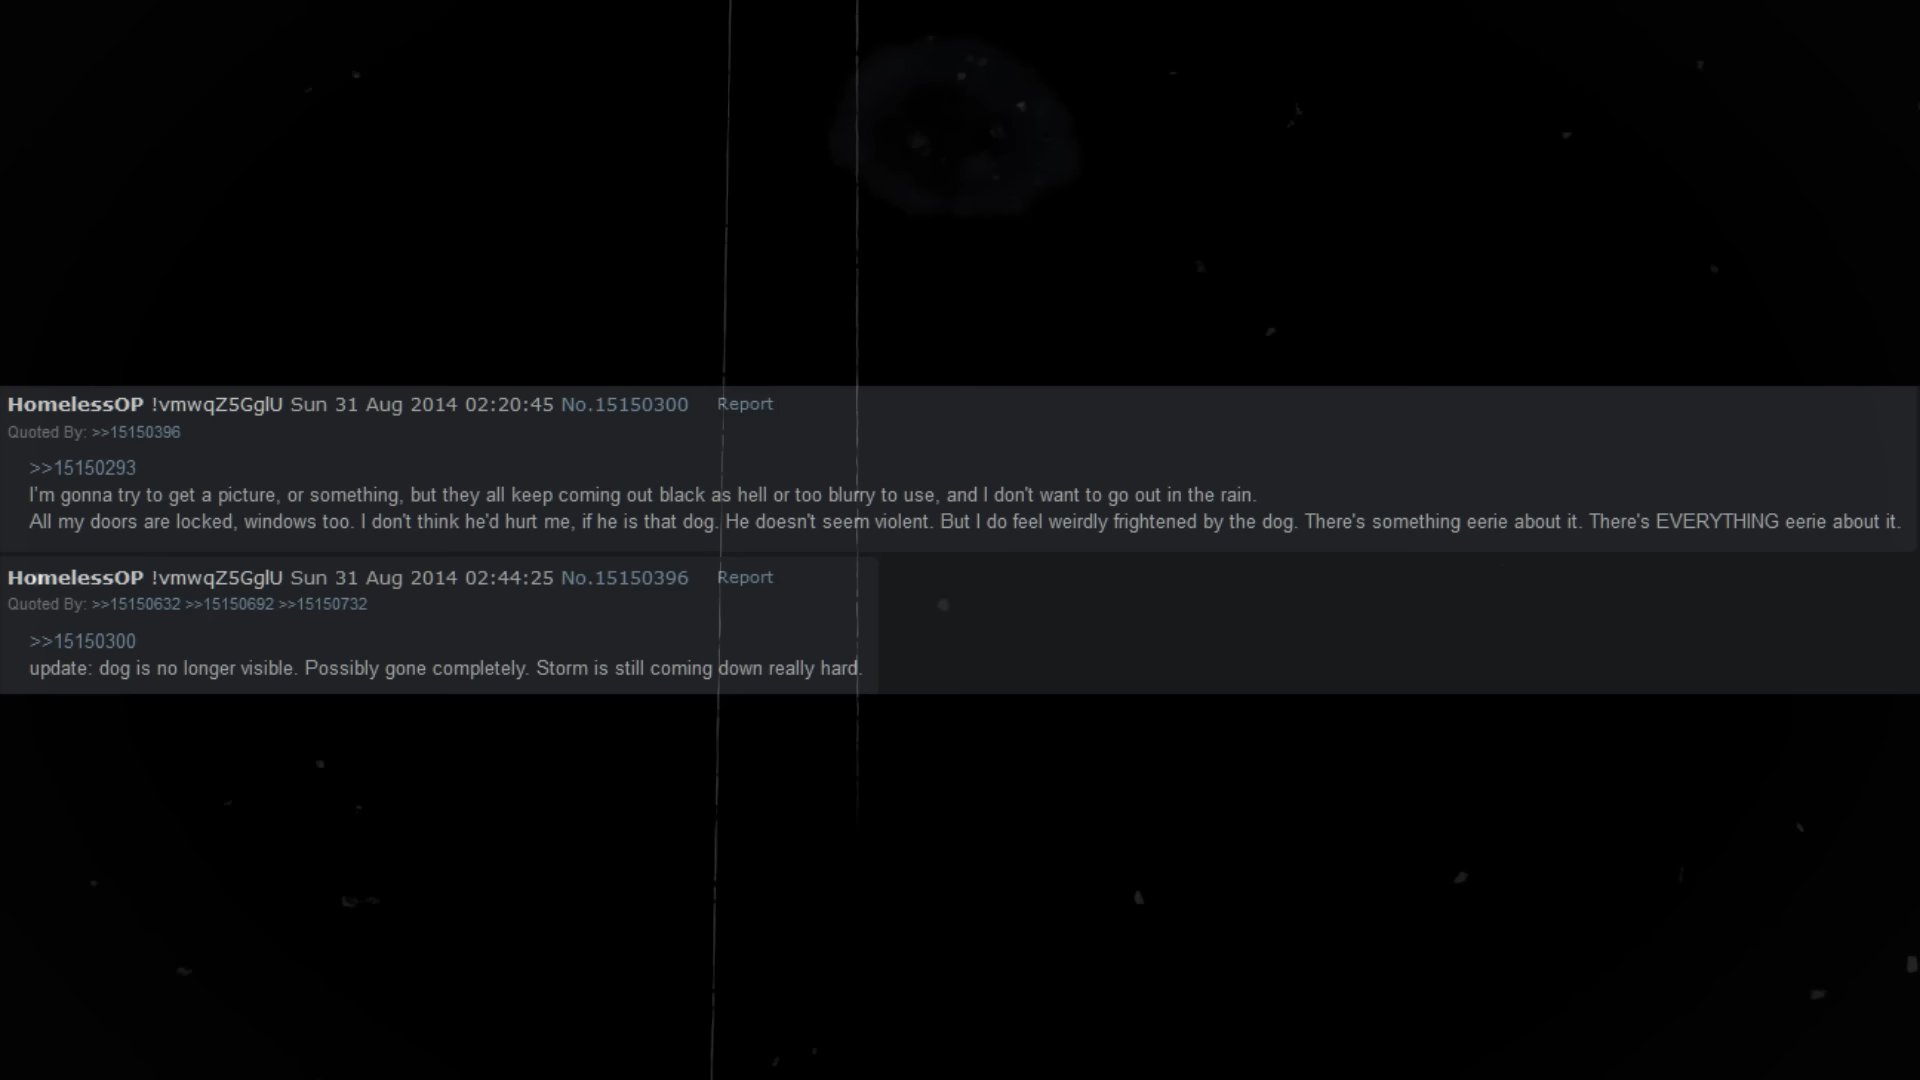 HomelessOP !vmwqZ5GglU Sun 31 Aug 2014 02:20:45 No.15150300 Report
Quoted By: >>15150396
>>15150293
I'm gonna try to get a picture, or something, but they all keep coming out black as hell or too blurry to use, and I don't want to go out in the rain.
All my doors are locked, windows too. I don't think he'd hurt me, if he is that dog. He doesn't seem violent. But I do feel weirdly frightened by the dog. There's something eerie about it. There's EVERYTHING eerie about it.
HomelessOP !vmwqZ5GglU Sun 31 Aug 2014 02:44:25 No.15150396 Report
Quoted By: >>15150632 >>15150692 >>15150732
>>15150300
update: dog is no longer visible. Possibly gone completely. Storm is still coming down really hard.